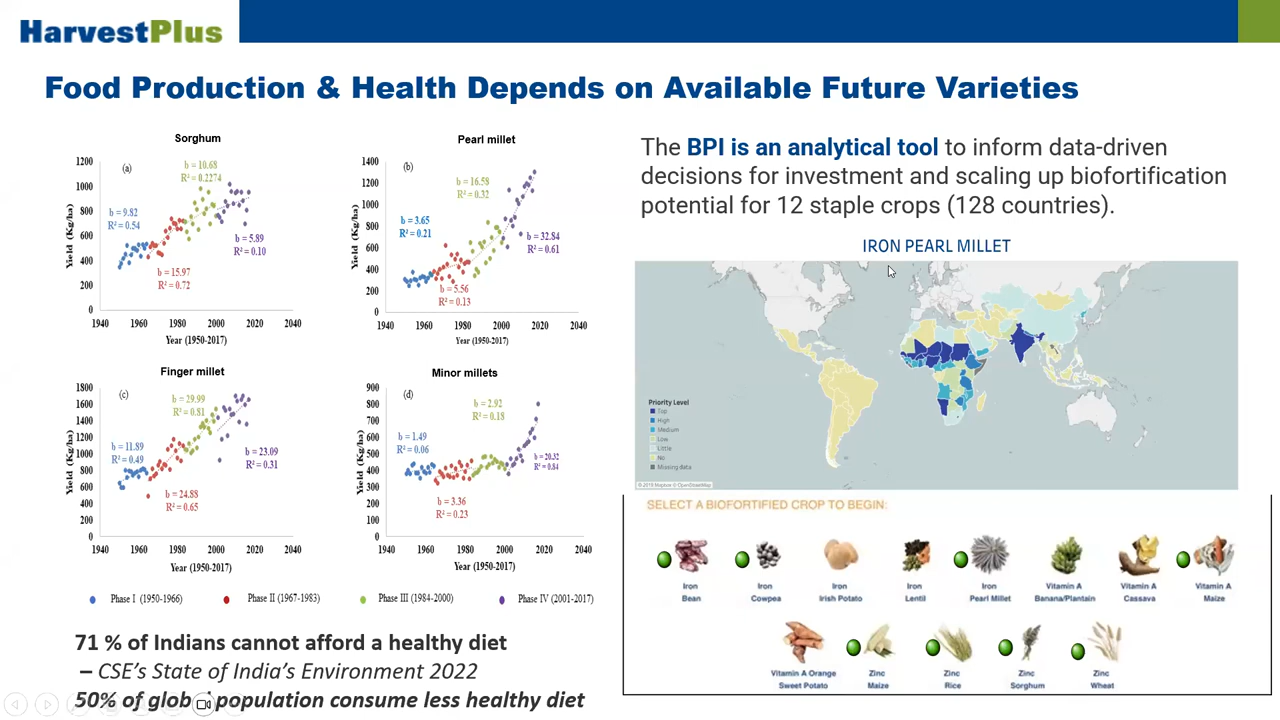 HarvestPlus
Food Production & Health Depends on Available Future Varieties
Sorghum
(a)
b = 10.68
R² = 0.2274
b = 9.82
R² = 0.54
b = 5.89
R² = 0.10
b = 15.97
R² = 0.72
Yield (Kg/ha)
1200
1000
800
600
400
200
0
1940 1960 1980 2000 2020 2040
Year (1950-2017)
Pearl millet
(b)
b = 16.58
R² = 0.32
b = 3.65
R² = 0.21
b = 32.84
R² = 0.61
b = 5.56
R² = 0.13
Yield (Kg/ha)
1400
1200
1000
800
600
400
200
0
1940 1960 1980 2000 2020 2040
Year (1950-2017)
Finger millet
(c)
b = 29.99
R² = 0.81
b = 11.89
R² = 0.49
b = 23.09
R² = 0.31
b = 24.88
R² = 0.65
Yield (Kg/ha)
1800
1600
1400
1200
1000
800
600
400
200
0
1940 1960 1980 2000 2020 2040
Year (1950-2017)
Minor millets
(d)
b = 2.92
R² = 0.18
b = 1.49
R² = 0.06
b = 20.32
R² = 0.84
b = 3.36
R² = 0.23
Yield (Kg/ha)
900
800
700
600
500
400
300
200
100
0
1940 1960 1980 2000 2020 2040
Year (1950-2017)
Phase I (1950-1966) Phase II (1967-1983) Phase III (1984-2000) Phase IV (2001-2017)
71 % of Indians cannot afford a healthy diet
– CSE's State of India's Environment 2022
50% of glob population consume less healthy diet
The BPI is an analytical tool to inform data-driven
decisions for investment and scaling up biofortification
potential for 12 staple crops (128 countries).
IRON PEARL MILLET
Priority Level
Top
High
Medium
Low
Little
No
Missing data
© 2019 Mapbox © OpenStreetMap
SELECT A BIOFORTIFIED CROP TO BEGIN:
Iron
Bean
Iron
Cowpea
Iron
Irish Potato
Iron
Lentil
Iron
Pearl Millet
Vitamin A
Banana/Plantain
Vitamin A
Cassava
Vitamin A
Maize
Vitamin A Orange
Sweet Potato
Zinc
Maize
Zinc
Rice
Zinc
Sorghum
Zinc
Wheat